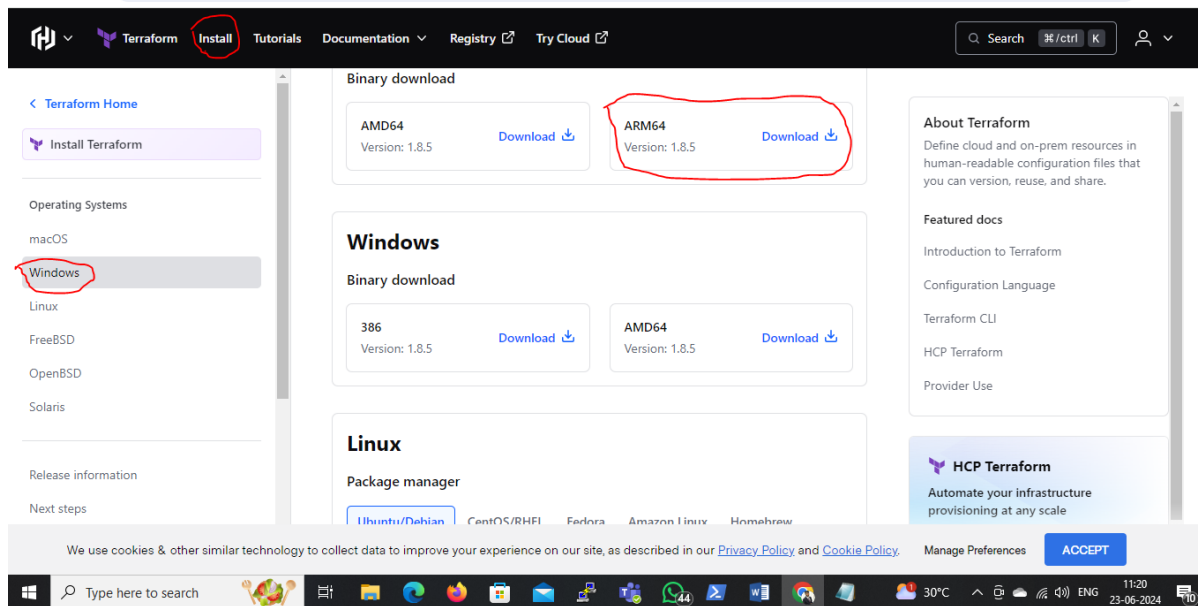 Terraform Install Tutorials Documentation Registry Try Cloud Search ⌘/ctrl K
Terraform Home
Install Terraform
Operating Systems
macOS
Windows
Linux
FreeBSD
OpenBSD
Solaris
Release information
Next steps
Binary download
AMD64
Version: 1.8.5
Download
ARM64
Version: 1.8.5
Download
Windows
Binary download
386
Version: 1.8.5
Download
AMD64
Version: 1.8.5
Download
Linux
Package manager
Ubuntu/Debian CentOS/RHEL Fedora Amazon Linux Homebrew
About Terraform
Define cloud and on-prem resources in
human-readable configuration files that
you can version, reuse, and share.
Featured docs
Introduction to Terraform
Configuration Language
Terraform CLI
HCP Terraform
Provider Use
HCP Terraform
Automate your infrastructure
provisioning at any scale
We use cookies & other similar technology to collect data to improve your experience on our site, as described in our Privacy Policy and Cookie Policy. Manage Preferences ACCEPT
Type here to search 44 30°C ENG 11:20
23-06-2024 10